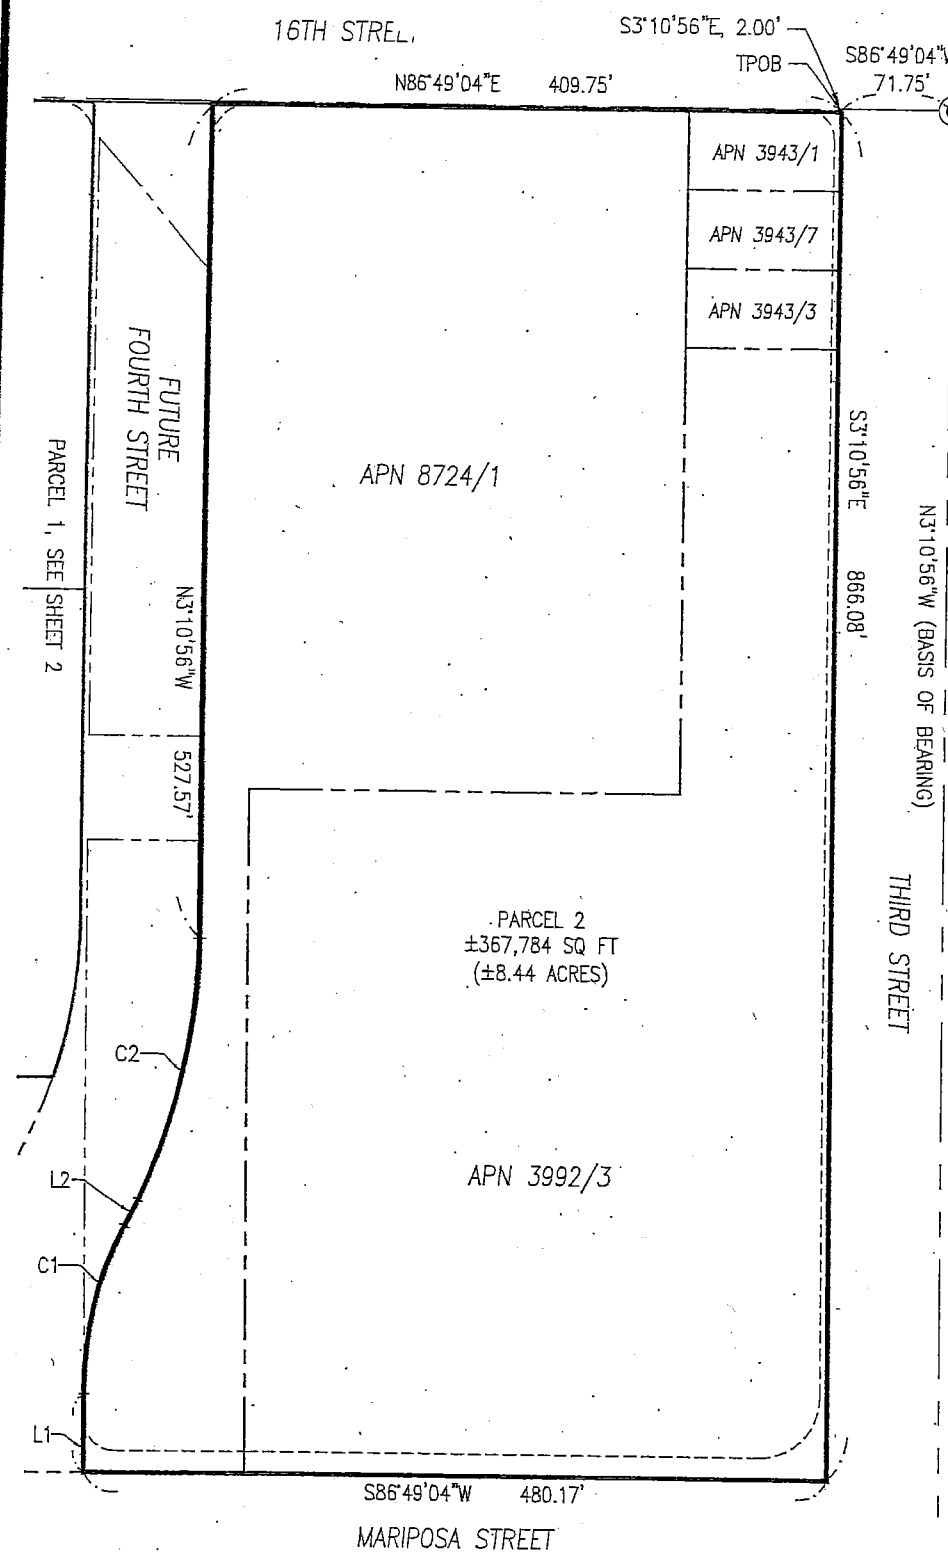 16TH STREE
S3°10'56"E, 2.00'
TPOB
S86°49'04"W
71.75'
N86°49'04"E 409.75'
APN 3943/1
APN 3943/7
APN 3943/3
FUTURE
FOURTH STREET
APN 8724/1
PARCEL 1, SEE SHEET 2
N3°10'56"W 527.57'
S3°10'56"E 866.08'
N3°10'56"W (BASIS OF BEARING)
THIRD STREET
PARCEL 2
±367,784 SQ FT
(±8.44 ACRES)
C2
L2
C1
L1
APN 3992/3
S86°49'04"W 480.17'
MARIPOSA STREET